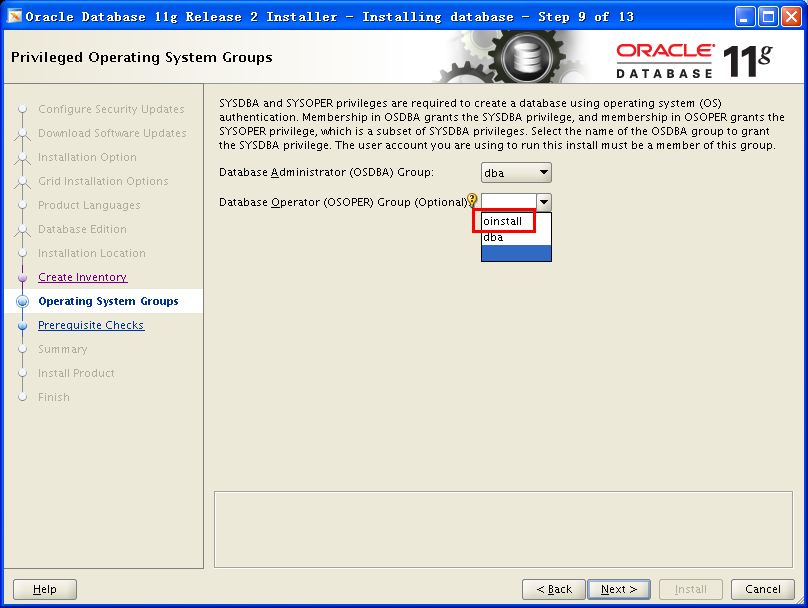 Oracle Database 11g Release 2 Installer - Installing database - Step 9 of 13
Privileged Operating System Groups
ORACLE
DATABASE
11g
Configure Security Updates
Download Software Updates
Installation Option
Grid Installation Options
Product Languages
Database Edition
Installation Location
Create Inventory
Operating System Groups
Prerequisite Checks
Summary
Install Product
Finish
SYSDBA and SYSOPER privileges are required to create a database using operating system (OS)
authentication. Membership in OSDBA grants the SYSDBA privilege, and membership in OSOPER grants the
SYSOPER privilege, which is a subset of SYSDBA privileges. Select the name of the OSDBA group to grant
the SYSDBA privilege. The user account you are using to run this install must be a member of this group.
Database Administrator (OSDBA) Group: dba
Database Operator (OSOPER) Group (Optional):
oinstall
dba
Help
< Back
Next >
Install
Cancel